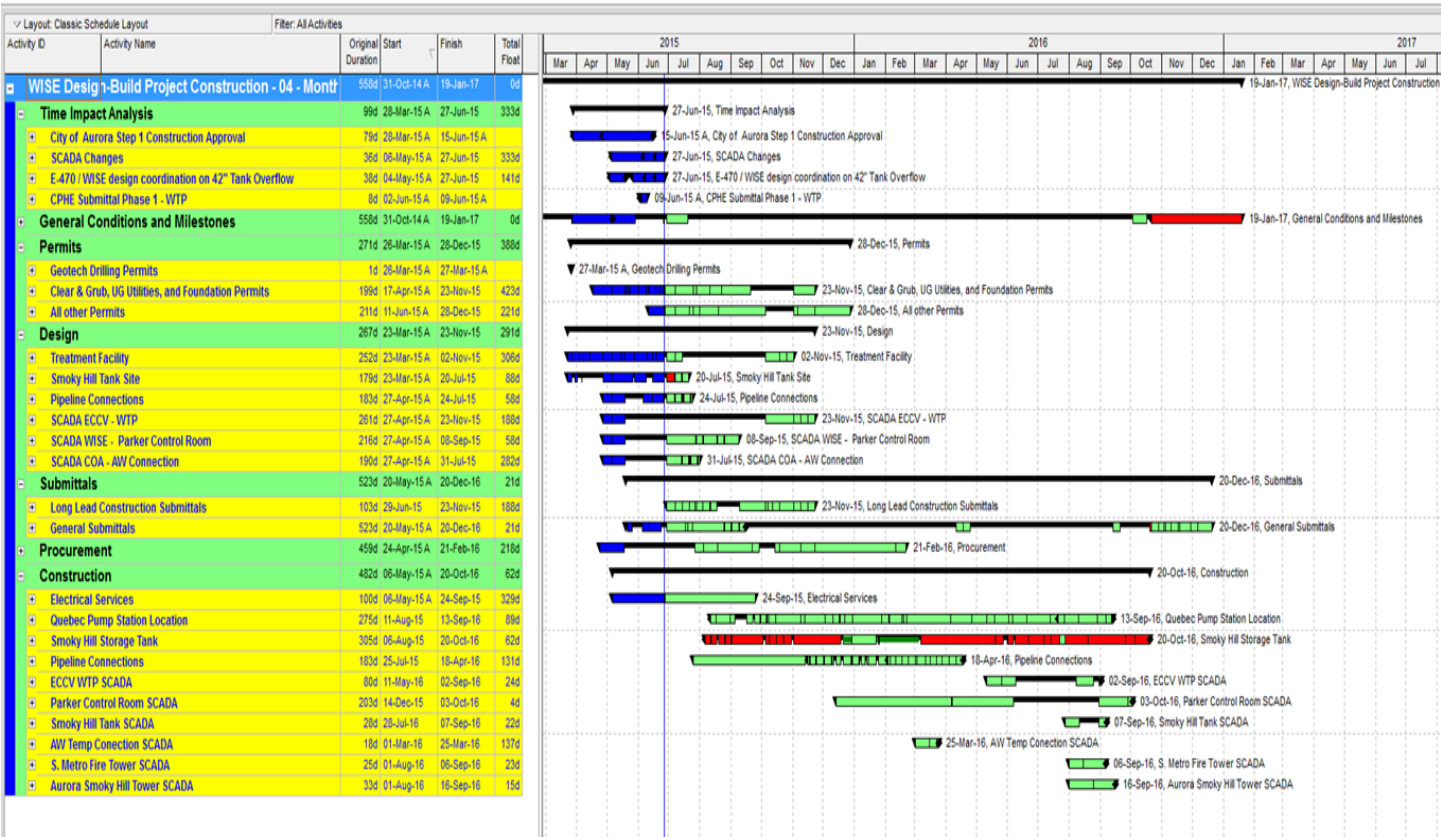 Layout: Classic Schedule Layout Filter: All Activities
Activity ID Activity Name Original Duration Start Finish Total Float
2015 2016 2017
Mar Apr May Jun Jul Aug Sep Oct Nov Dec Jan Feb Mar Apr May Jun Jul Aug Sep Oct Nov Dec Jan Feb Mar Apr May Jun Jul
WISE Design-Build Project Construction - 04 - Month 558d 31-Oct-14 A 19-Jan-17 0d 19-Jan-17, WISE Design-Build Project Construction
Time Impact Analysis 99d 28-Mar-15 A 27-Jun-15 333d 27-Jun-15, Time Impact Analysis
City of Aurora Step 1 Construction Approval 79d 28-Mar-15 A 15-Jun-15 A 15-Jun-15 A, City of Aurora Step 1 Construction Approval
SCADA Changes 36d 06-May-15 A 27-Jun-15 333d 27-Jun-15, SCADA Changes
E-470 / WISE design coordination on 42" Tank Overflow 38d 04-May-15 A 27-Jun-15 141d 27-Jun-15, E-470 / WISE design coordination on 42" Tank Overflow
CPHE Submittal Phase 1 - WTP 8d 02-Jun-15 A 09-Jun-15 A 09-Jun-15 A, CPHE Submittal Phase 1 - WTP
General Conditions and Milestones 558d 31-Oct-14 A 19-Jan-17 0d 19-Jan-17, General Conditions and Milestones
Permits 271d 26-Mar-15 A 28-Dec-15 388d 28-Dec-15, Permits
Geotech Drilling Permits 1d 26-Mar-15 A 27-Mar-15 A 27-Mar-15 A, Geotech Drilling Permits
Clear & Grub, UG Utilities, and Foundation Permits 199d 17-Apr-15 A 23-Nov-15 423d 23-Nov-15, Clear & Grub, UG Utilities, and Foundation Permits
All other Permits 211d 11-Jun-15 A 28-Dec-15 221d 28-Dec-15, All other Permits
Design 267d 23-Mar-15 A 23-Nov-15 291d 23-Nov-15, Design
Treatment Facility 252d 23-Mar-15 A 02-Nov-15 306d 02-Nov-15, Treatment Facility
Smoky Hill Tank Site 179d 23-Mar-15 A 20-Jul-15 88d 20-Jul-15, Smoky Hill Tank Site
Pipeline Connections 183d 27-Apr-15 A 24-Jul-15 58d 24-Jul-15, Pipeline Connections
SCADA ECCV - WTP 261d 27-Apr-15 A 23-Nov-15 188d 23-Nov-15, SCADA ECCV - WTP
SCADA WISE - Parker Control Room 216d 27-Apr-15 A 08-Sep-15 58d 08-Sep-15, SCADA WISE - Parker Control Room
SCADA COA - AW Connection 190d 27-Apr-15 A 31-Jul-15 282d 31-Jul-15, SCADA COA - AW Connection
Submittals 523d 20-May-15 A 20-Dec-16 21d 20-Dec-16, Submittals
Long Lead Construction Submittals 103d 29-Jun-15 23-Nov-15 188d 23-Nov-15, Long Lead Construction Submittals
General Submittals 523d 20-May-15 A 20-Dec-16 21d 20-Dec-16, General Submittals
Procurement 459d 24-Apr-15 A 21-Feb-16 218d 21-Feb-16, Procurement
Construction 482d 06-May-15 A 20-Oct-16 62d 20-Oct-16, Construction
Electrical Services 100d 06-May-15 A 24-Sep-15 329d 24-Sep-15, Electrical Services
Quebec Pump Station Location 275d 11-Aug-15 13-Sep-16 89d 13-Sep-16, Quebec Pump Station Location
Smoky Hill Storage Tank 305d 06-Aug-15 20-Oct-16 62d 20-Oct-16, Smoky Hill Storage Tank
Pipeline Connections 183d 25-Jul-15 18-Apr-16 131d 18-Apr-16, Pipeline Connections
ECCV WTP SCADA 80d 11-May-16 02-Sep-16 24d 02-Sep-16, ECCV WTP SCADA
Parker Control Room SCADA 203d 14-Dec-15 03-Oct-16 4d 03-Oct-16, Parker Control Room SCADA
Smoky Hill Tank SCADA 28d 28-Jul-16 07-Sep-16 22d 07-Sep-16, Smoky Hill Tank SCADA
AW Temp Conection SCADA 18d 01-Mar-16 25-Mar-16 137d 25-Mar-16, AW Temp Conection SCADA
S. Metro Fire Tower SCADA 25d 01-Aug-16 06-Sep-16 23d 06-Sep-16, S. Metro Fire Tower SCADA
Aurora Smoky Hill Tower SCADA 33d 01-Aug-16 16-Sep-16 15d 16-Sep-16, Aurora Smoky Hill Tower SCADA